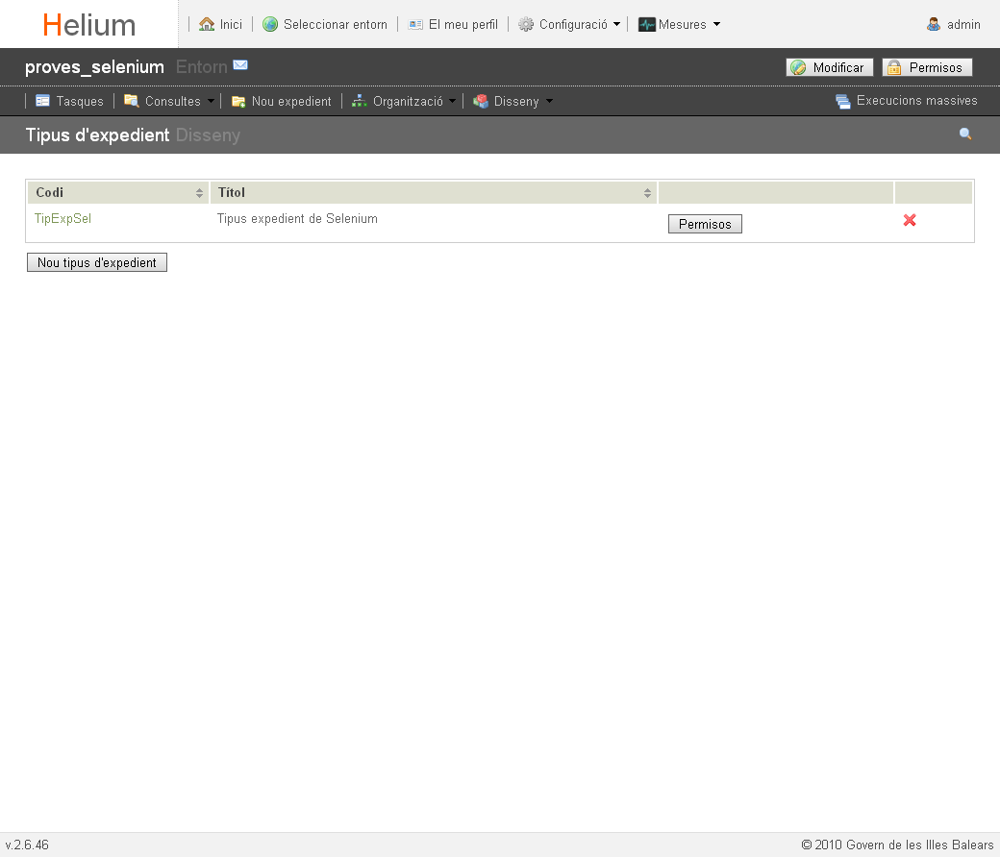 Helium Inici Seleccionar entorn El meu perfil Configuració Mesures admin
proves_selenium Entorn Modificar Permisos
Tasques Consultes Nou expedient Organització Disseny Execucions massives
Tipus d'expedient Disseny
Codi Títol
TipExpSel Tipus expedient de Selenium Permisos
Nou tipus d'expedient
v.2.6.46 © 2010 Govern de les Illes Balears